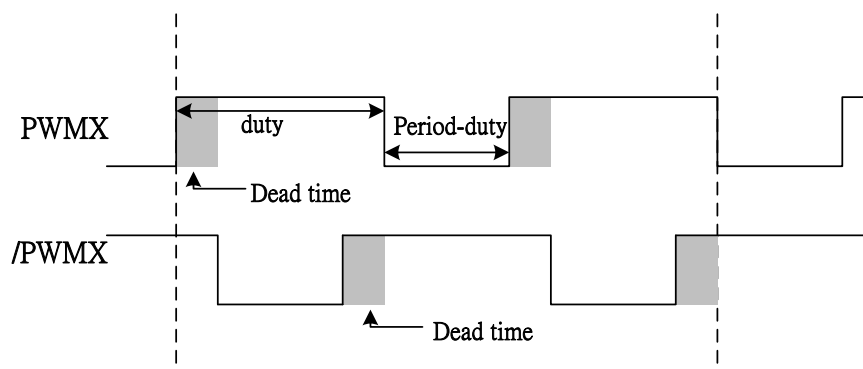 PWMX
duty
Period-duty
Dead time
/PWMX
Dead time